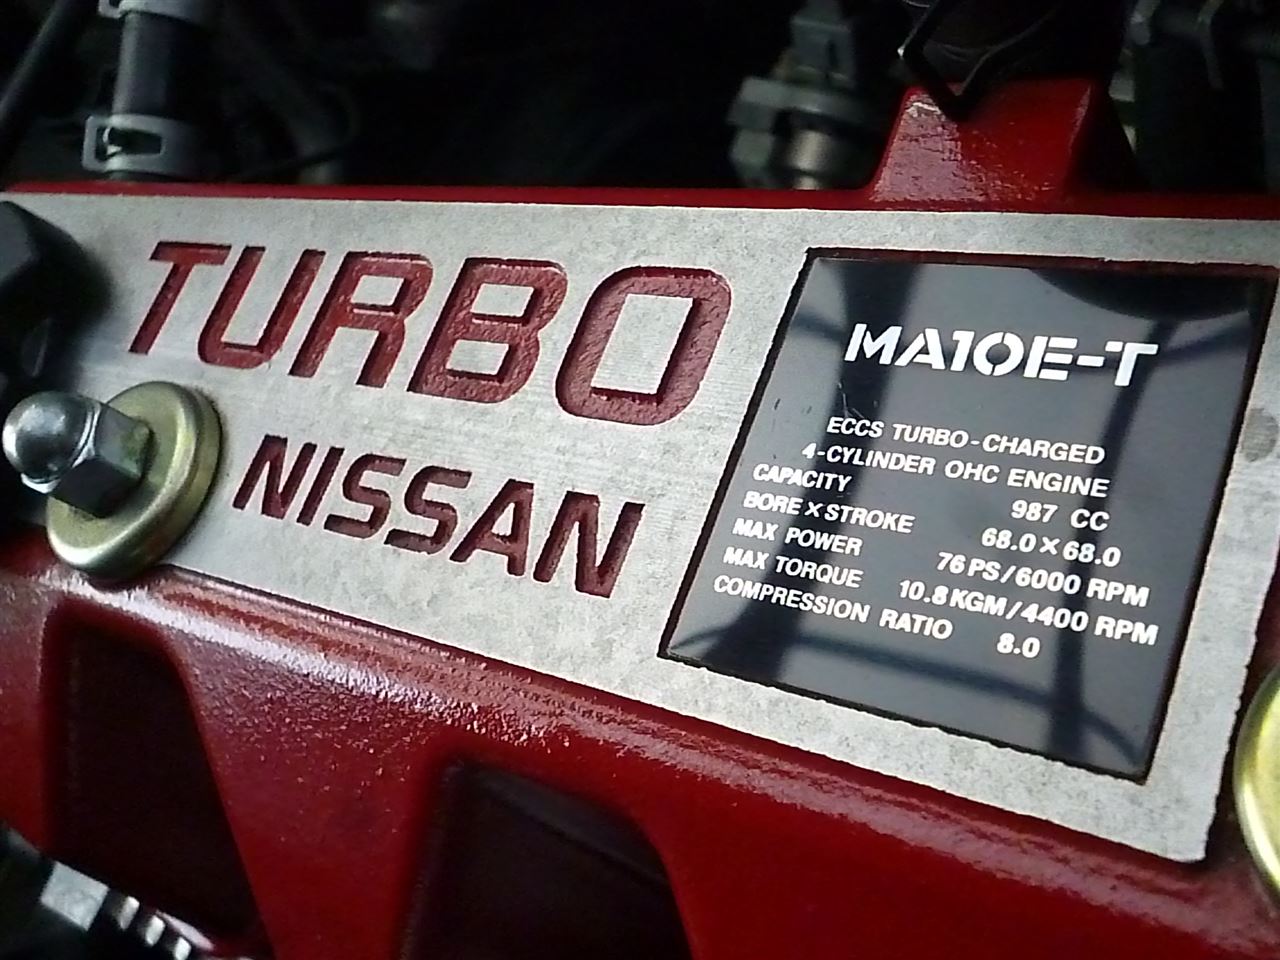 TURBO
NISSAN
MA10E-T
ECCS TURBO-CHARGED
4-CYLINDER OHC ENGINE
CAPACITY 987 CC
BORE×STROKE 68.0×68.0
MAX POWER 76PS/6000 RPM
MAX TORQUE 10.8KGM/4400 RPM
COMPRESSION RATIO 8.0